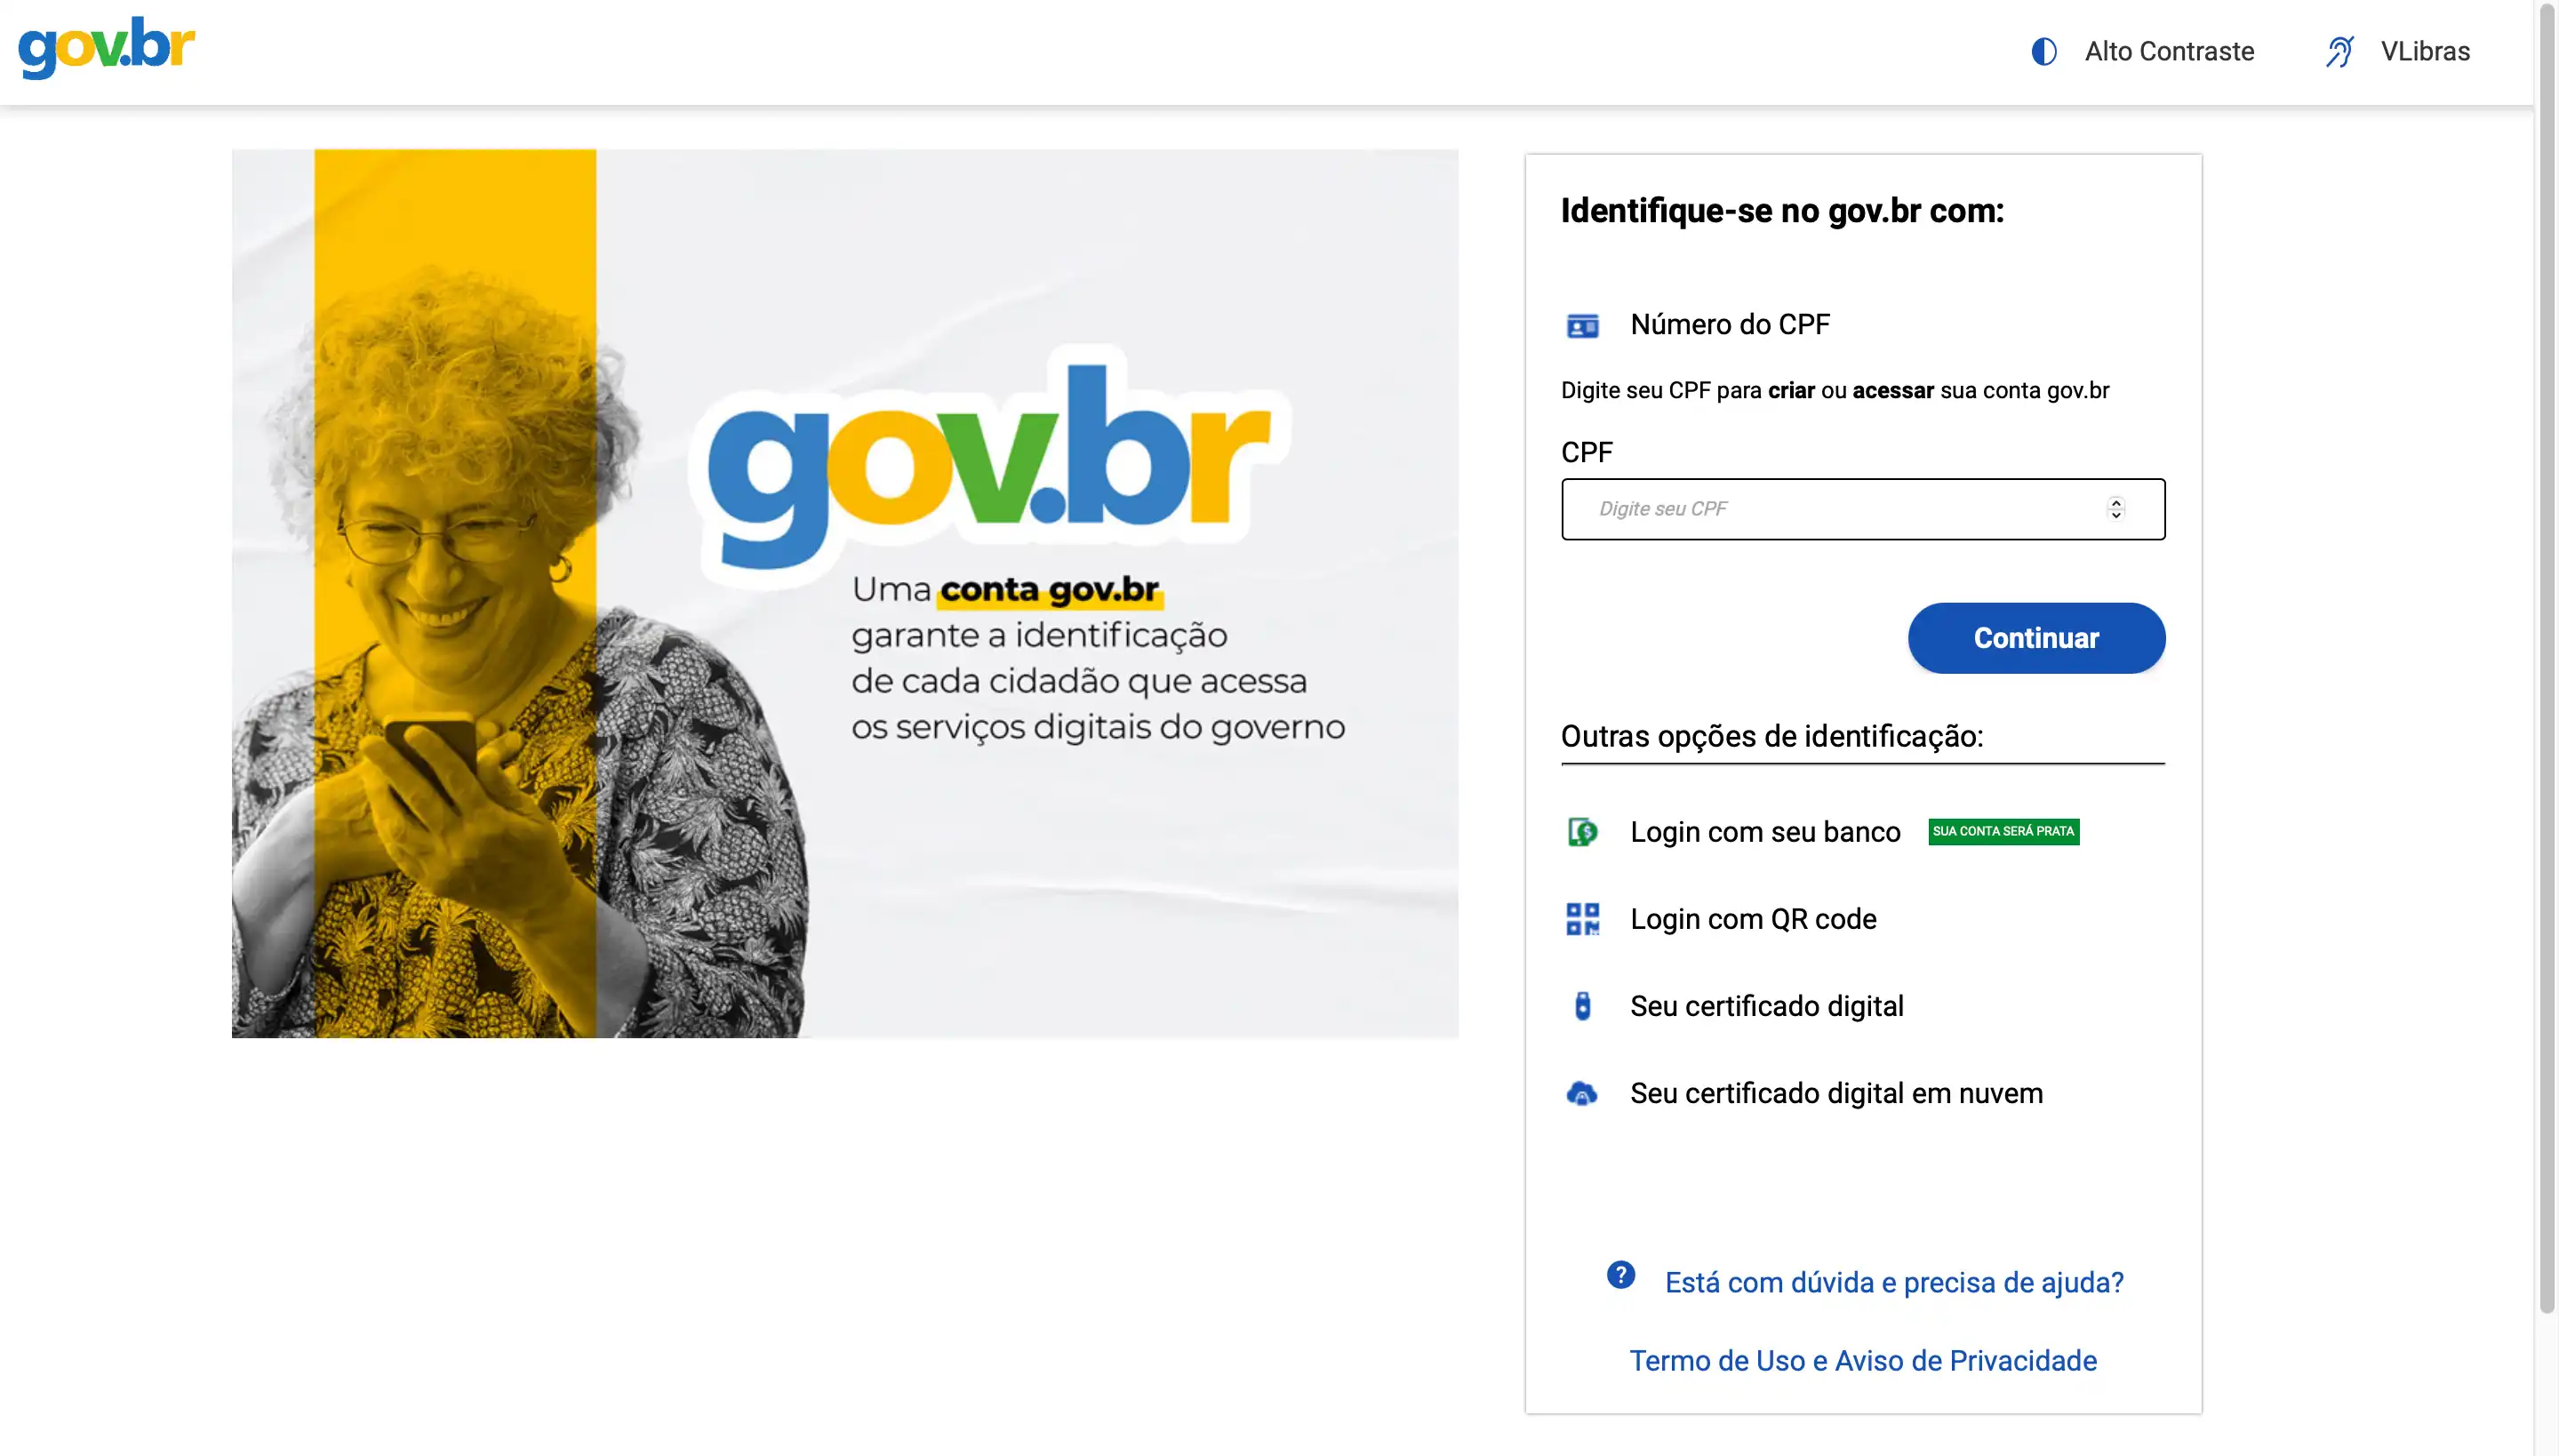 gov.br
Alto Contraste
VLibras
gov.br
Uma conta gov.br
garante a identificação
de cada cidadão que acessa
os serviços digitais do governo
Identifique-se no gov.br com:
Número do CPF
Digite seu CPF para criar ou acessar sua conta gov.br
CPF
Digite seu CPF
Continuar
Outras opções de identificação:
Login com seu banco SUA CONTA SERÁ PRATA
Login com QR code
Seu certificado digital
Seu certificado digital em nuvem
Está com dúvida e precisa de ajuda?
Termo de Uso e Aviso de Privacidade